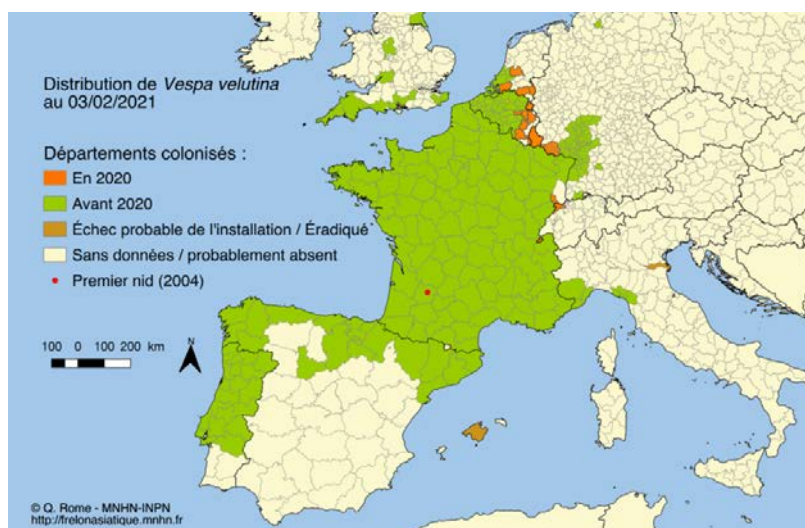 Distribution de Vespa velutina
au 03/02/2021
Départements colonisés :
En 2020
Avant 2020
Échec probable de l'installation / Éradiqué
Sans données / probablement absent
Premier nid (2004)
100 0 100 200 km
N
© Q. Rome - MNHN-INPN
http://frelonasiatique.mnhn.fr